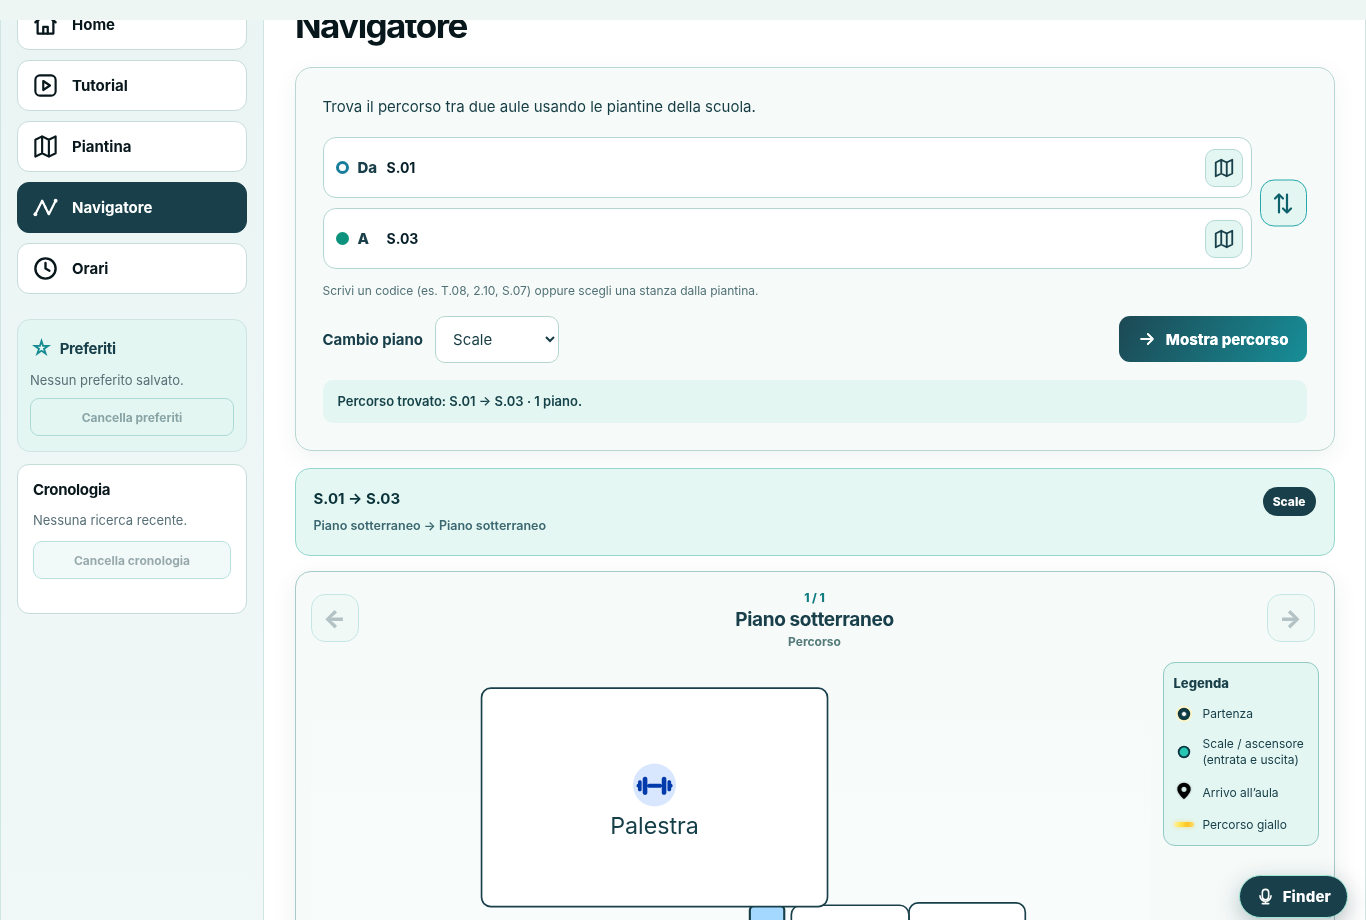 Home
Tutorial
Piantina
Navigatore
Orari
Preferiti
Nessun preferito salvato.
Cancella preferiti
Cronologia
Nessuna ricerca recente.
Cancella cronologia
Navigatore
Trova il percorso tra due aule usando le piantine della scuola.
Da S.01
A S.03
Scrivi un codice (es. T.08, 2.10, S.07) oppure scegli una stanza dalla piantina.
Cambio piano Scale
→ Mostra percorso
Percorso trovato: S.01 → S.03 · 1 piano.
S.01 → S.03
Scale
Piano sotterraneo → Piano sotterraneo
1 / 1
Piano sotterraneo
Percorso
Legenda
Partenza
Scale / ascensore
(entrata e uscita)
Arrivo all’aula
Percorso giallo
Palestra
Finder